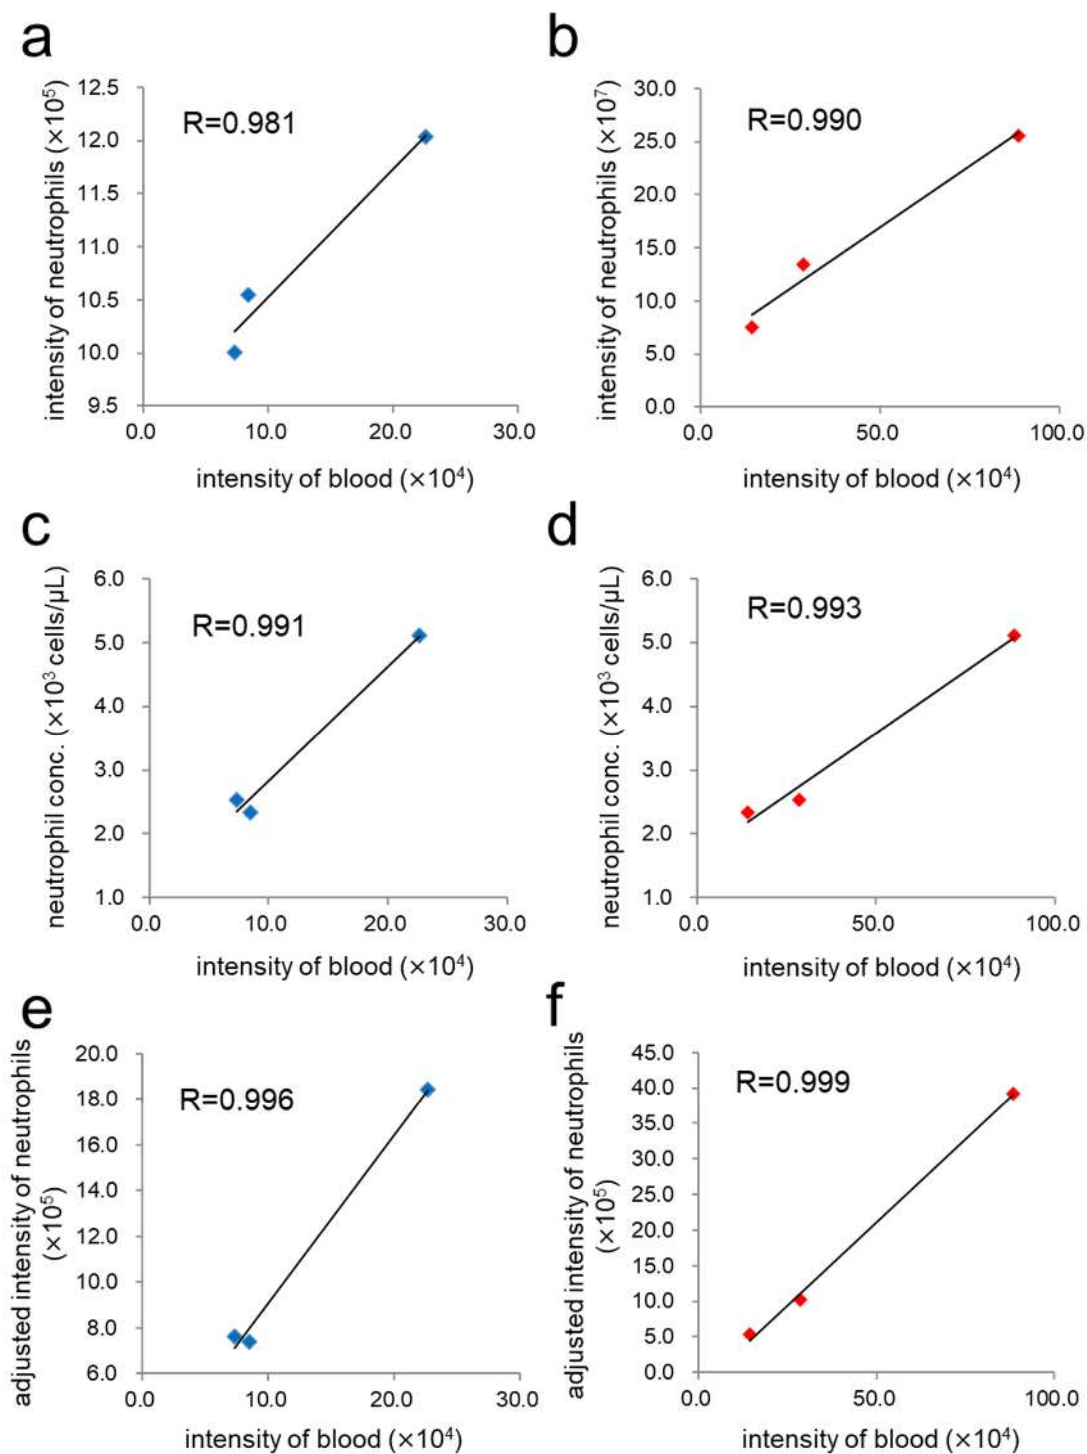 a
intensity of neutrophils (×10⁵)
12.5
12.0
11.5
11.0
10.5
10.0
9.5
R=0.981
0.0 10.0 20.0 30.0
intensity of blood (×10⁴)
b
intensity of neutrophils (×10⁷)
30.0
25.0
20.0
15.0
10.0
5.0
0.0
R=0.990
0.0 50.0 100.0
intensity of blood (×10⁴)
c
neutrophil conc. (×10³ cells/µL)
6.0
5.0
4.0
3.0
2.0
1.0
R=0.991
0.0 10.0 20.0 30.0
intensity of blood (×10⁴)
d
neutrophil conc. (×10³ cells/µL)
6.0
5.0
4.0
3.0
2.0
1.0
R=0.993
0.0 50.0 100.0
intensity of blood (×10⁴)
e
adjusted intensity of neutrophils
(×10⁵)
20.0
18.0
16.0
14.0
12.0
10.0
8.0
6.0
R=0.996
0.0 10.0 20.0 30.0
intensity of blood (×10⁴)
f
adjusted intensity of neutrophils
(×10⁵)
45.0
40.0
35.0
30.0
25.0
20.0
15.0
10.0
5.0
0.0
R=0.999
0.0 50.0 100.0
intensity of blood (×10⁴)